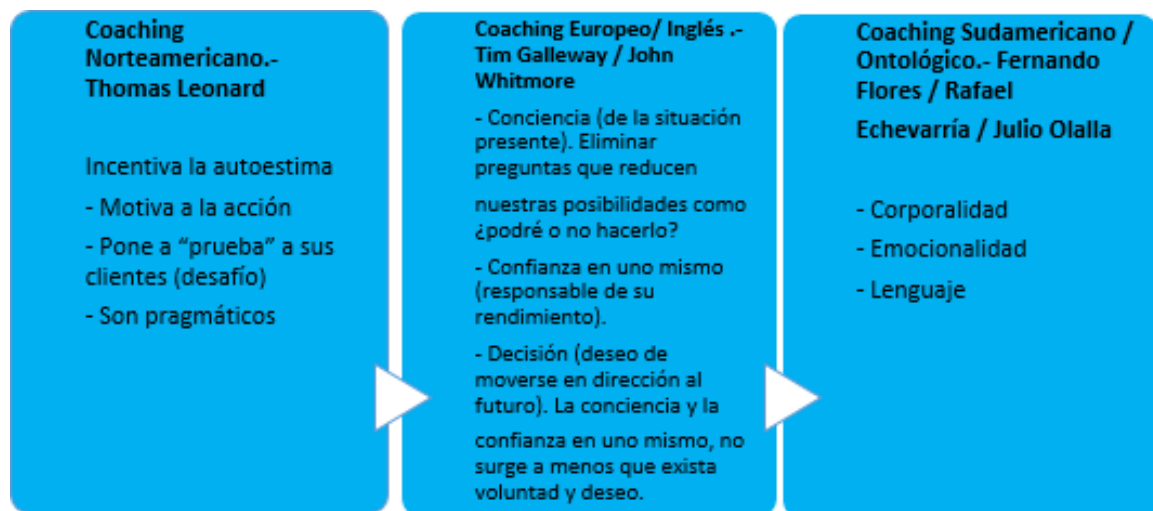 Coaching
Norteamericano.-
Thomas Leonard
Incentiva la autoestima
- Motiva a la acción
- Pone a “prueba” a sus
clientes (desafío)
- Son pragmáticos
Coaching Europeo/ Inglés .-
Tim Galleway / John
Whitmore
- Conciencia (de la situación
presente). Eliminar
preguntas que reducen
nuestras posibilidades como
¿podré o no hacerlo?
- Confianza en uno mismo
(responsable de su
rendimiento).
- Decisión (deseo de
moverse en dirección al
futuro). La conciencia y la
confianza en uno mismo, no
surge a menos que exista
voluntad y deseo.
Coaching Sudamericano /
Ontológico.- Fernando
Flores / Rafael
Echevarría / Julio Olalla
- Corporalidad
- Emocionalidad
- Lenguaje